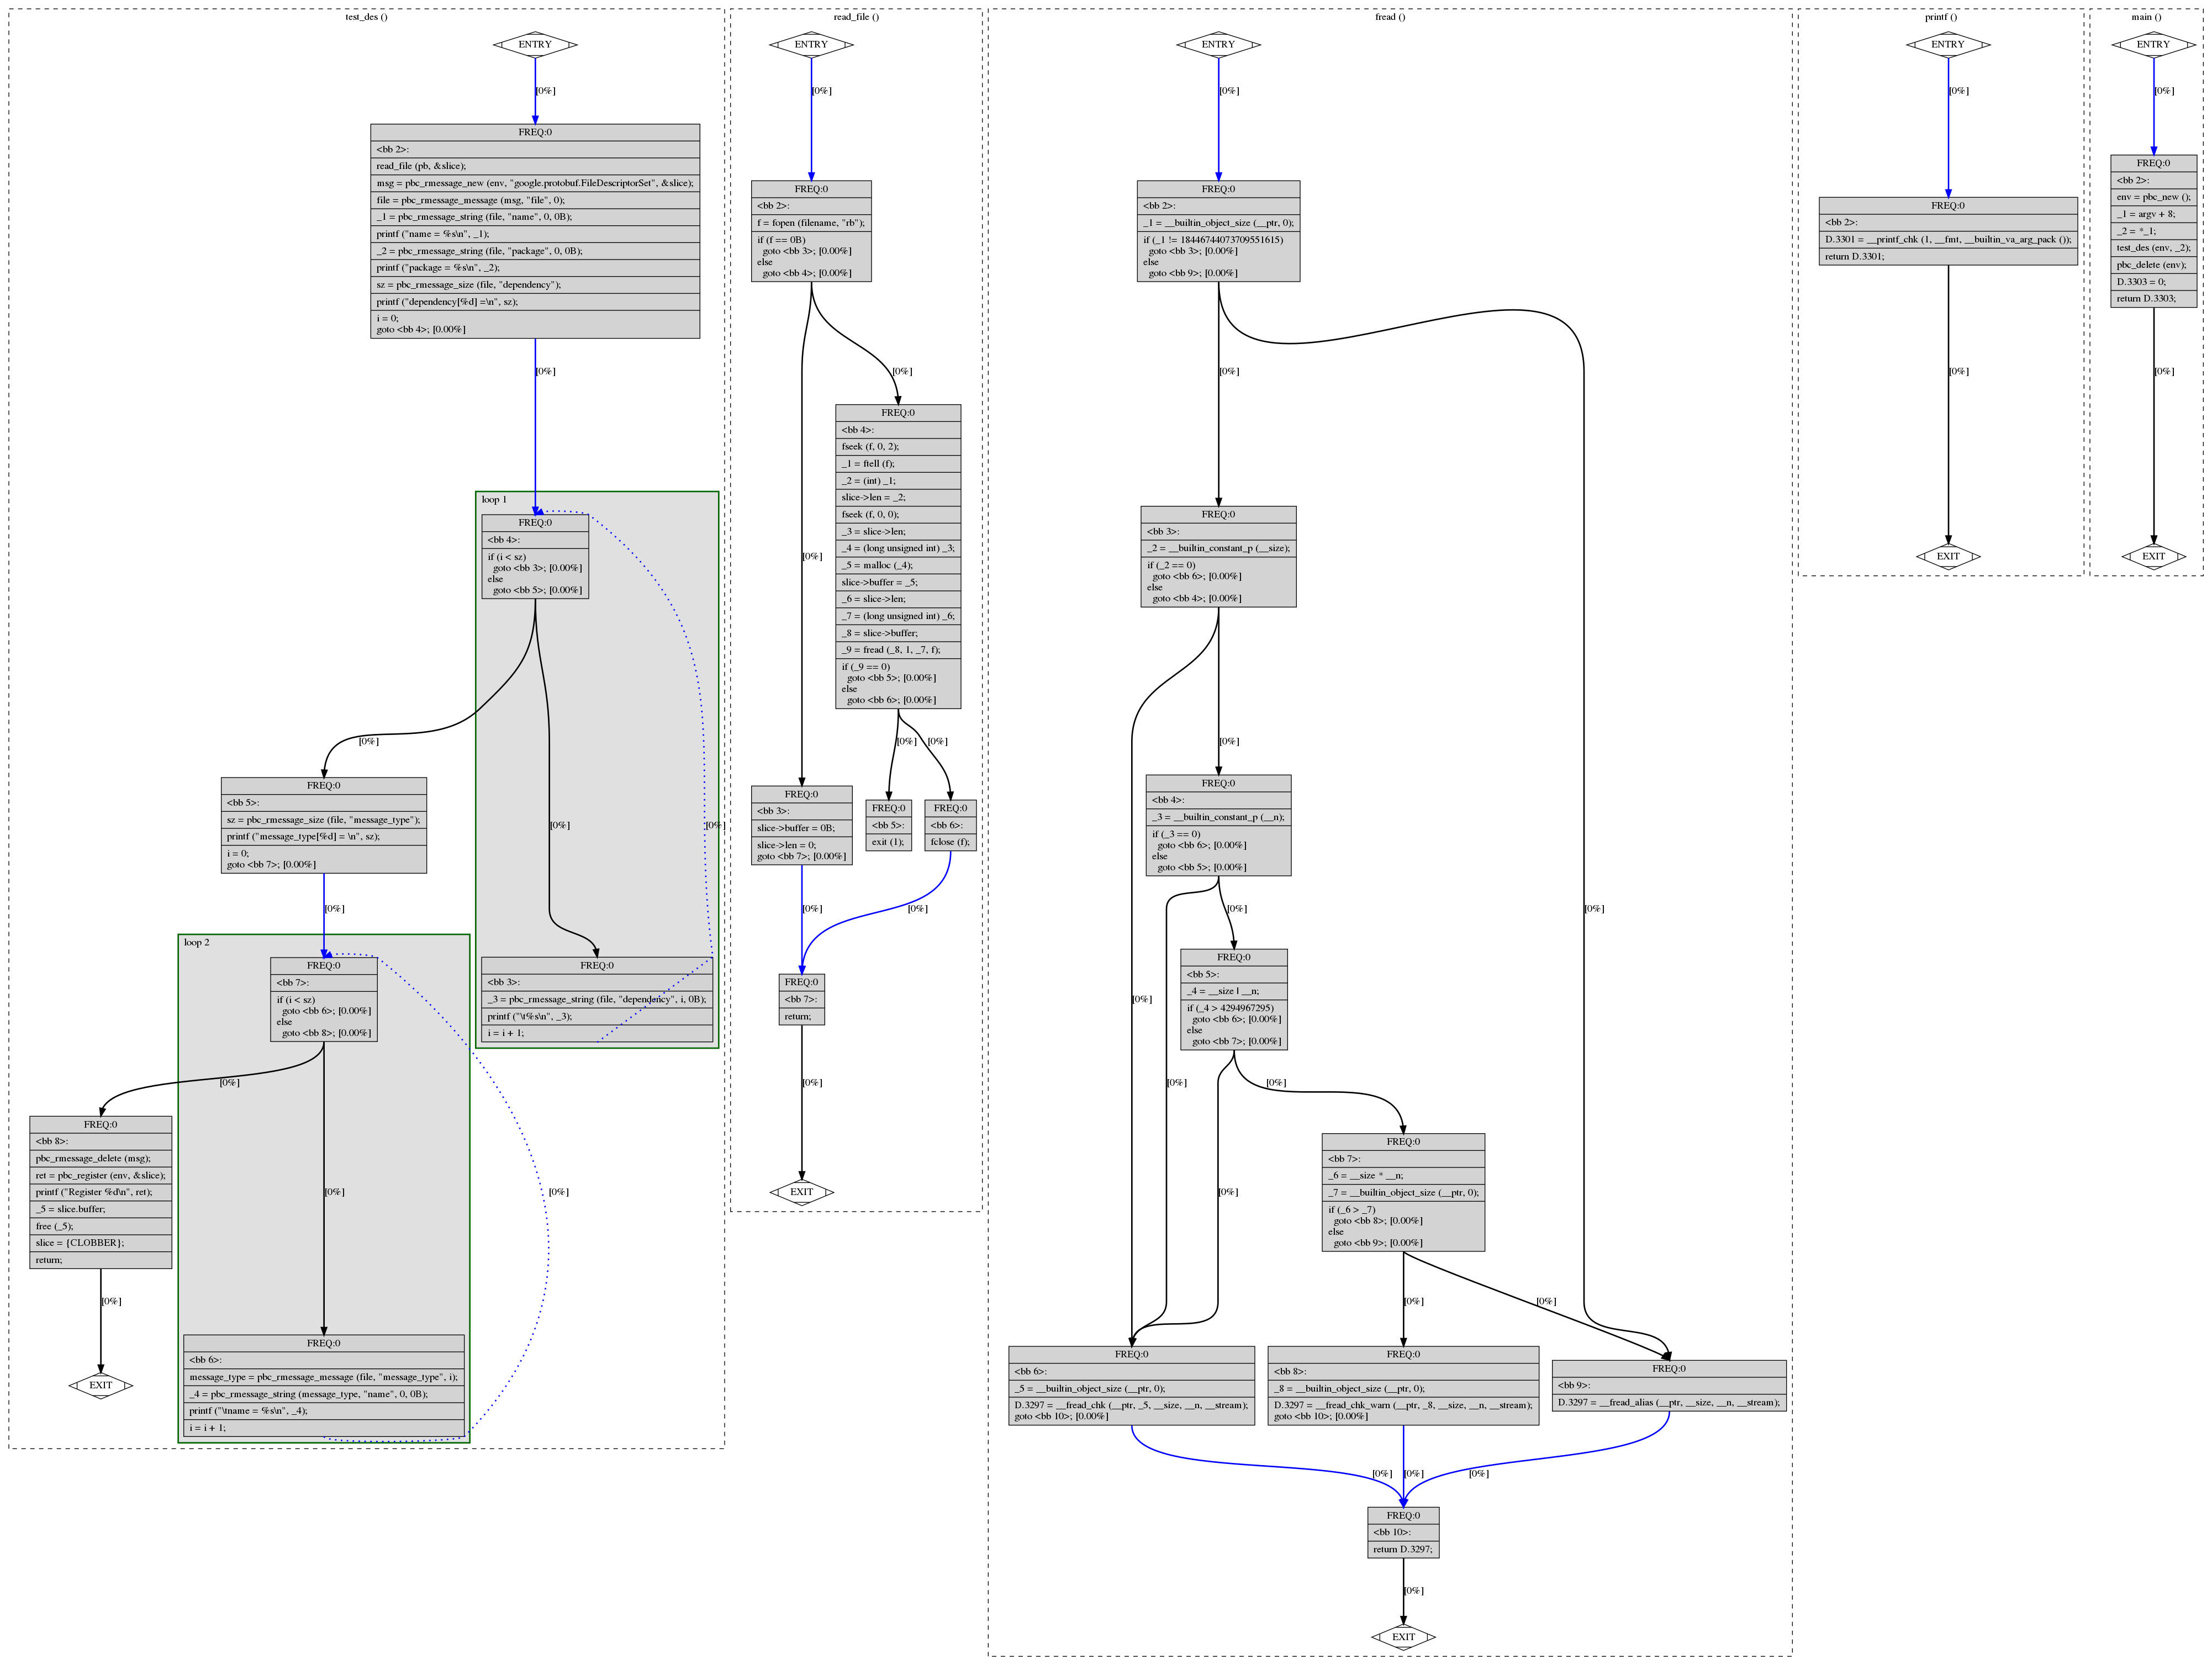 test_des ()
ENTRY
[0%]
FREQ:0
<bb 2>:
read_file (pb, &slice);
msg = pbc_rmessage_new (env, "google.protobuf.FileDescriptorSet", &slice);
file = pbc_rmessage_message (msg, "file", 0);
_1 = pbc_rmessage_string (file, "name", 0, 0B);
printf ("name = %s\n", _1);
_2 = pbc_rmessage_string (file, "package", 0, 0B);
printf ("package = %s\n", _2);
sz = pbc_rmessage_size (file, "dependency");
printf ("dependency[%d] =\n", sz);
i = 0;
goto <bb 4>; [0.00%]
[0%]
loop 1
FREQ:0
<bb 4>:
if (i < sz)
goto <bb 3>; [0.00%]
else
goto <bb 5>; [0.00%]
[0%]
[0%]
[0%]
FREQ:0
<bb 5>:
sz = pbc_rmessage_size (file, "message_type");
printf ("message_type[%d] = \n", sz);
i = 0;
goto <bb 7>; [0.00%]
[0%]
FREQ:0
<bb 3>:
_3 = pbc_rmessage_string (file, "dependency", i, 0B);
printf ("\t%s\n", _3);
i = i + 1;
loop 2
FREQ:0
<bb 7>:
if (i < sz)
goto <bb 6>; [0.00%]
else
goto <bb 8>; [0.00%]
[0%]
[0%]
[0%]
FREQ:0
<bb 8>:
pbc_rmessage_delete (msg);
ret = pbc_register (env, &slice);
printf ("Register %d\n", ret);
_5 = slice.buffer;
free (_5);
slice = {CLOBBER};
return;
[0%]
EXIT
FREQ:0
<bb 6>:
message_type = pbc_rmessage_message (file, "message_type", i);
_4 = pbc_rmessage_string (message_type, "name", 0, 0B);
printf ("\tname = %s\n", _4);
i = i + 1;
read_file ()
ENTRY
[0%]
FREQ:0
<bb 2>:
f = fopen (filename, "rb");
if (f == 0B)
goto <bb 3>; [0.00%]
else
goto <bb 4>; [0.00%]
[0%]
[0%]
FREQ:0
<bb 4>:
fseek (f, 0, 2);
_1 = ftell (f);
_2 = (int) _1;
slice->len = _2;
fseek (f, 0, 0);
_3 = slice->len;
_4 = (long unsigned int) _3;
_5 = malloc (_4);
slice->buffer = _5;
_6 = slice->len;
_7 = (long unsigned int) _6;
_8 = slice->buffer;
_9 = fread (_8, 1, _7, f);
if (_9 == 0)
goto <bb 5>; [0.00%]
else
goto <bb 6>; [0.00%]
[0%]
[0%]
FREQ:0
<bb 3>:
slice->buffer = 0B;
slice->len = 0;
goto <bb 7>; [0.00%]
FREQ:0
<bb 5>:
exit (1);
FREQ:0
<bb 6>:
fclose (f);
[0%]
[0%]
FREQ:0
<bb 7>:
return;
[0%]
EXIT
fread ()
ENTRY
[0%]
FREQ:0
<bb 2>:
_1 = __builtin_object_size (__ptr, 0);
if (_1 != 18446744073709551615)
goto <bb 3>; [0.00%]
else
goto <bb 9>; [0.00%]
[0%]
[0%]
FREQ:0
<bb 3>:
_2 = __builtin_constant_p (__size);
if (_2 == 0)
goto <bb 6>; [0.00%]
else
goto <bb 4>; [0.00%]
[0%]
[0%]
FREQ:0
<bb 4>:
_3 = __builtin_constant_p (__n);
if (_3 == 0)
goto <bb 6>; [0.00%]
else
goto <bb 5>; [0.00%]
[0%]
[0%]
FREQ:0
<bb 5>:
_4 = __size | __n;
if (_4 > 4294967295)
goto <bb 6>; [0.00%]
else
goto <bb 7>; [0.00%]
[0%]
[0%]
FREQ:0
<bb 7>:
_6 = __size * __n;
_7 = __builtin_object_size (__ptr, 0);
if (_6 > _7)
goto <bb 8>; [0.00%]
else
goto <bb 9>; [0.00%]
[0%]
[0%]
FREQ:0
<bb 6>:
_5 = __builtin_object_size (__ptr, 0);
D.3297 = __fread_chk (__ptr, _5, __size, __n, __stream);
goto <bb 10>; [0.00%]
FREQ:0
<bb 8>:
_8 = __builtin_object_size (__ptr, 0);
D.3297 = __fread_chk_warn (__ptr, _8, __size, __n, __stream);
goto <bb 10>; [0.00%]
FREQ:0
<bb 9>:
D.3297 = __fread_alias (__ptr, __size, __n, __stream);
[0%]
[0%]
[0%]
FREQ:0
<bb 10>:
return D.3297;
[0%]
EXIT
printf ()
ENTRY
[0%]
FREQ:0
<bb 2>:
D.3301 = __printf_chk (1, __fmt, __builtin_va_arg_pack ());
return D.3301;
[0%]
EXIT
main ()
ENTRY
[0%]
FREQ:0
<bb 2>:
env = pbc_new ();
_1 = argv + 8;
_2 = *_1;
test_des (env, _2);
pbc_delete (env);
D.3303 = 0;
return D.3303;
[0%]
EXIT